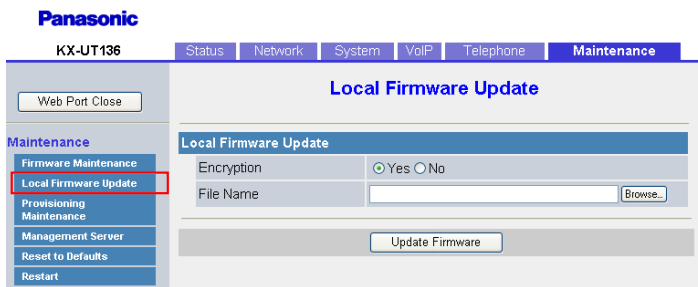 Panasonic
KX-UT136
Status Network System VoIP Telephone Maintenance
Web Port Close
Local Firmware Update
Maintenance
Firmware Maintenance
Local Firmware Update
Provisioning
Maintenance
Management Server
Reset to Defaults
Restart
Local Firmware Update
Encryption Yes No
File Name Browse...
Update Firmware